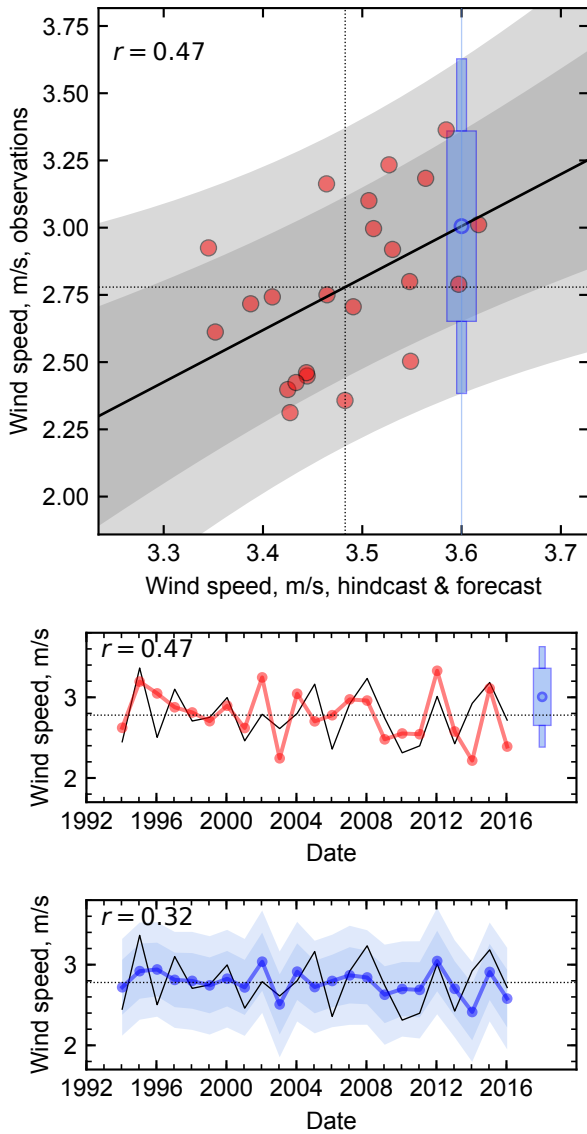 3.75
3.50
3.25
3.00
2.75
2.50
2.25
2.00
Wind speed, m/s, observations
r = 0.47
3.3 3.4 3.5 3.6 3.7
Wind speed, m/s, hindcast & forecast
r = 0.47
Wind speed, m/s
3
2
1992 1996 2000 2004 2008 2012 2016
Date
r = 0.32
Wind speed, m/s
3
2
1992 1996 2000 2004 2008 2012 2016
Date